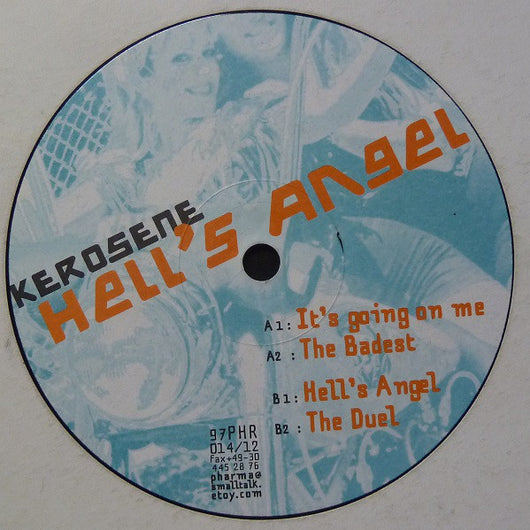 KEROSENE
Hell's Angel
A1: It's going on me
A2 : The Badest
B1: Hell's Angel
B2 : The Duel
97PHR
014/12
Fax+49-30
445 28 76
pharma@
smalltalk.
etoy.com